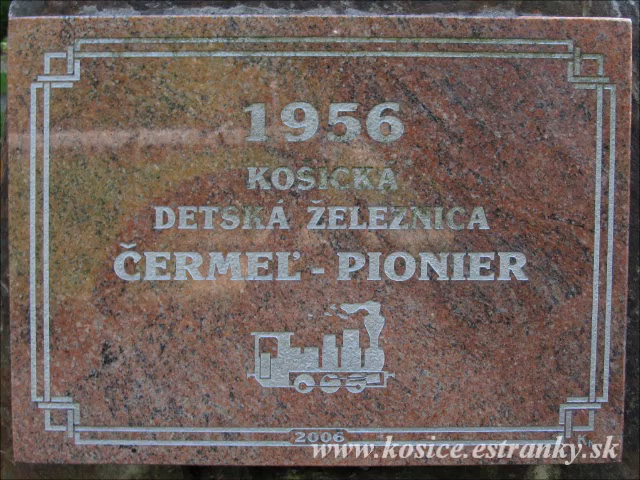 1956
KOŠICKÁ
DETSKÁ ŽELEZNICA
ČERMEĽ - PIONIER
2006
www.kosice.estranky.sk